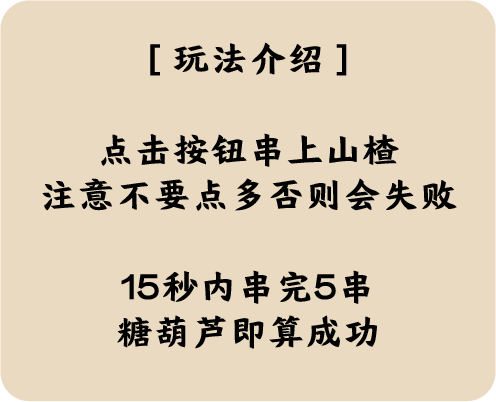 [ 玩法介绍 ]
点击按钮串上山楂
注意不要点多否则会失败
15秒内串完5串
糖葫芦即算成功